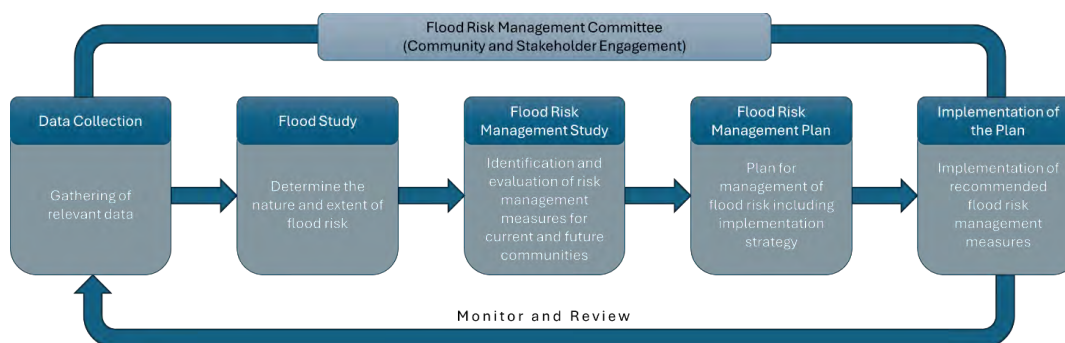 Flood Risk Management Committee
(Community and Stakeholder Engagement)
Data Collection
Gathering of
relevant data
Flood Study
Determine the
nature and extent of
flood risk
Flood Risk
Management Study
Identification and
evaluation of risk
management measures for
current and future
communities
Flood Risk
Management Plan
Plan for
management of
flood risk including
implementation
strategy
Implementation of
the Plan
Implementation of
recommended
flood risk
management
measures
Monitor and Review